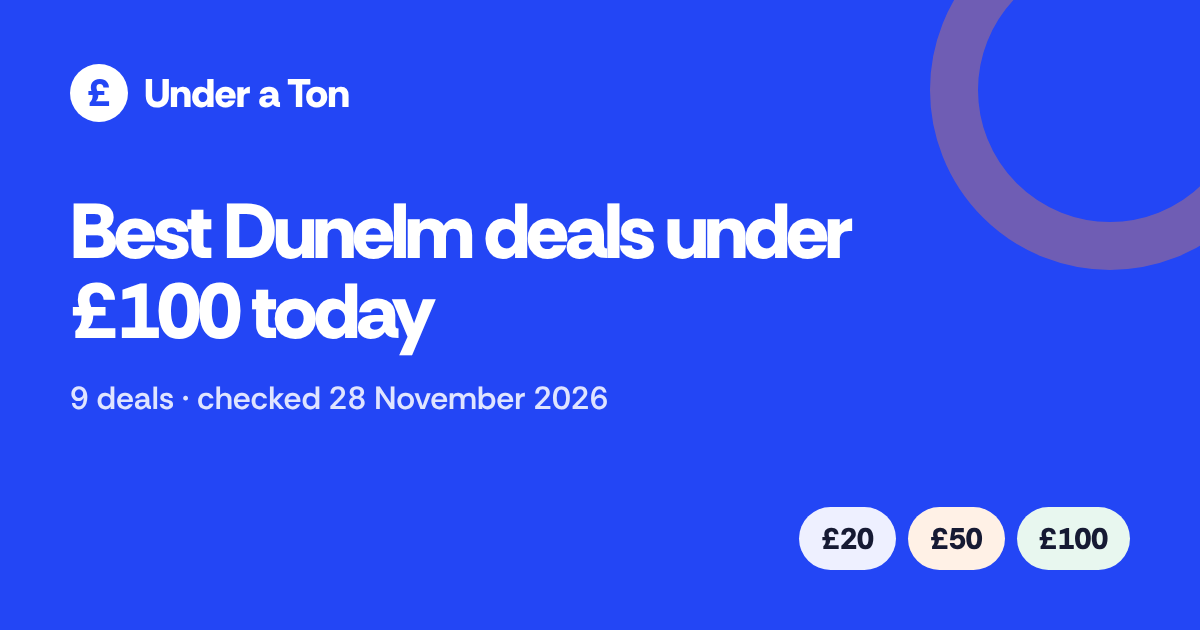 £ Under a Ton
Best Dunelm deals under
£100 today
9 deals · checked 28 November 2026
£20 £50 £100